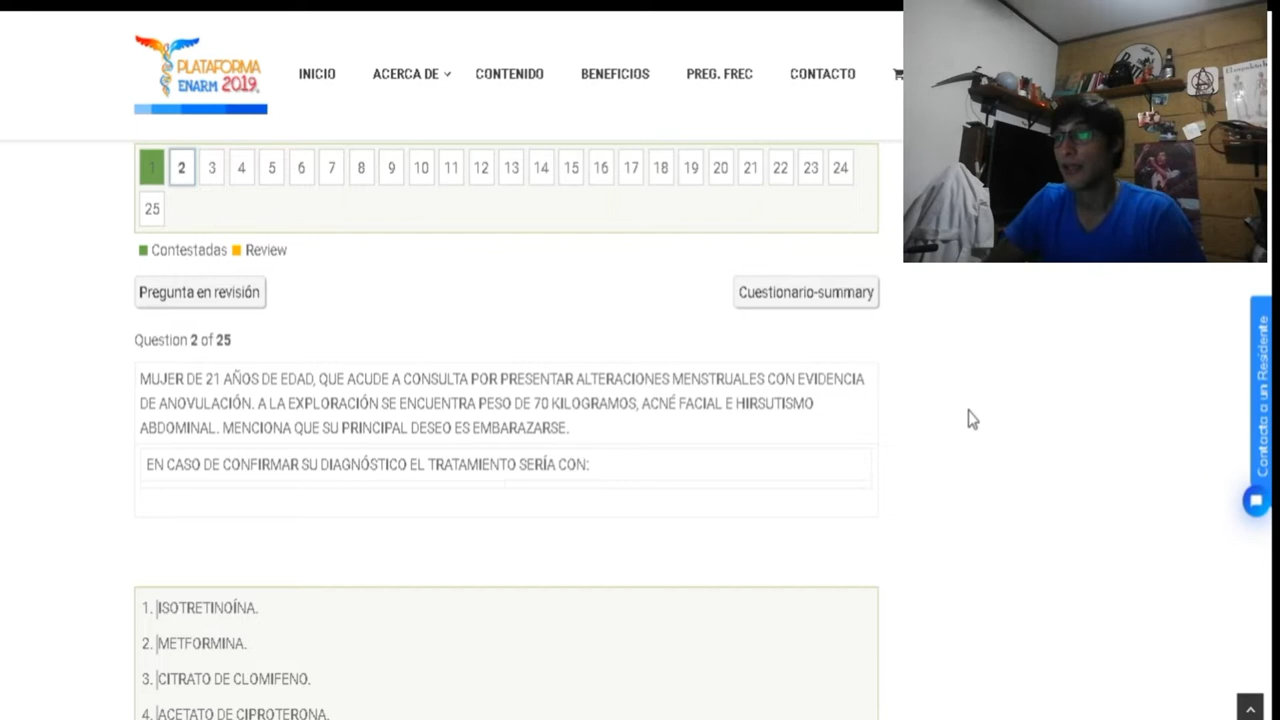 PLATAFORMA
ENARM 2019
INICIO
ACERCA DE
CONTENIDO
BENEFICIOS
PREG. FREC
CONTACTO
1 2 3 4 5 6 7 8 9 10 11 12 13 14 15 16 17 18 19 20 21 22 23 24
25
Contestadas Review
Pregunta en revisión
Cuestionario-summary
Question 2 of 25
MUJER DE 21 AÑOS DE EDAD, QUE ACUDE A CONSULTA POR PRESENTAR ALTERACIONES MENSTRUALES CON EVIDENCIA
DE ANOVULACIÓN. A LA EXPLORACIÓN SE ENCUENTRA PESO DE 70 KILOGRAMOS, ACNÉ FACIAL E HIRSUTISMO
ABDOMINAL. MENCIONA QUE SU PRINCIPAL DESEO ES EMBARAZARSE.
EN CASO DE CONFIRMAR SU DIAGNÓSTICO EL TRATAMIENTO SERÍA CON:
1. ISOTRETINOÍNA.
2. METFORMINA.
3. CITRATO DE CLOMIFENO.
4. ACETATO DE CIPROTERONA.
Contacta a un Residente